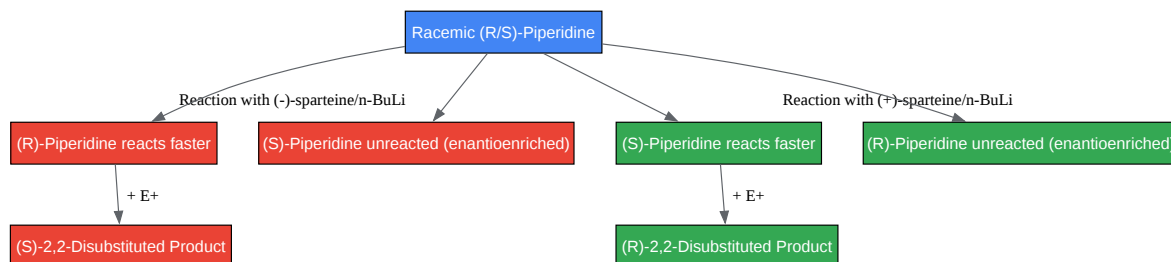 Racemic (R/S)-Piperidine
Reaction with (-)-sparteine/n-BuLi
Reaction with (+)-sparteine/n-BuLi
(R)-Piperidine reacts faster
(S)-Piperidine unreacted (enantioenriched)
(S)-Piperidine reacts faster
(R)-Piperidine unreacted (enantioenriched)
+ E+
+ E+
(S)-2,2-Disubstituted Product
(R)-2,2-Disubstituted Product